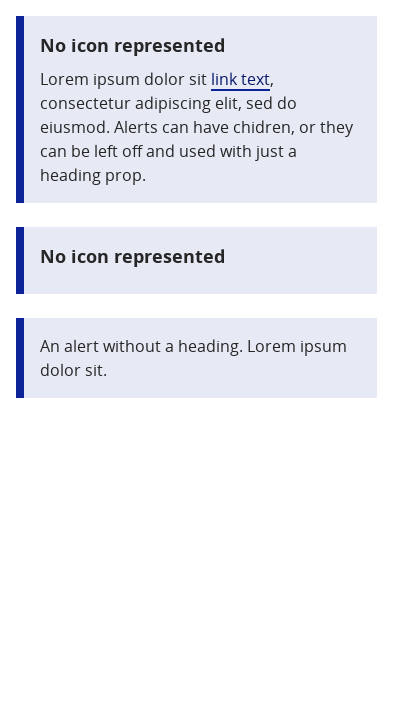 No icon represented
Lorem ipsum dolor sit link text,
consectetur adipiscing elit, sed do
eiusmod. Alerts can have chidren, or they
can be left off and used with just a
heading prop.
No icon represented
An alert without a heading. Lorem ipsum
dolor sit.